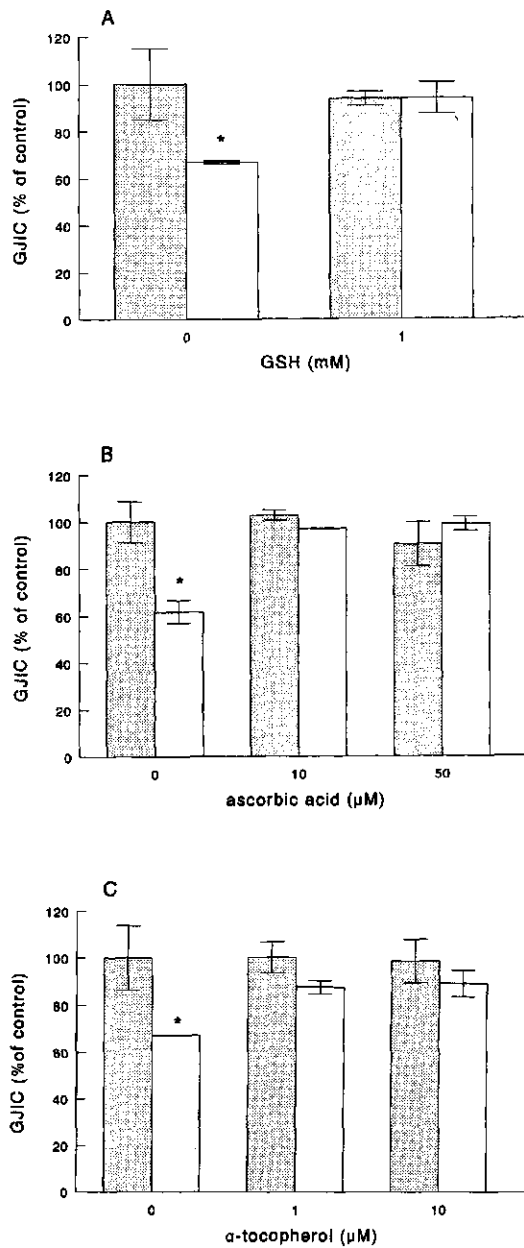 A
GJIC (% of control)
120
100
80
60
40
20
0
*
0 1
GSH (mM)
B
GJIC (% of control)
120
100
80
60
40
20
0
*
0 10 50
ascorbic acid (µM)
C
GJIC (%of control)
120
100
80
60
40
20
0
*
0 1 10
α-tocopherol (µM)